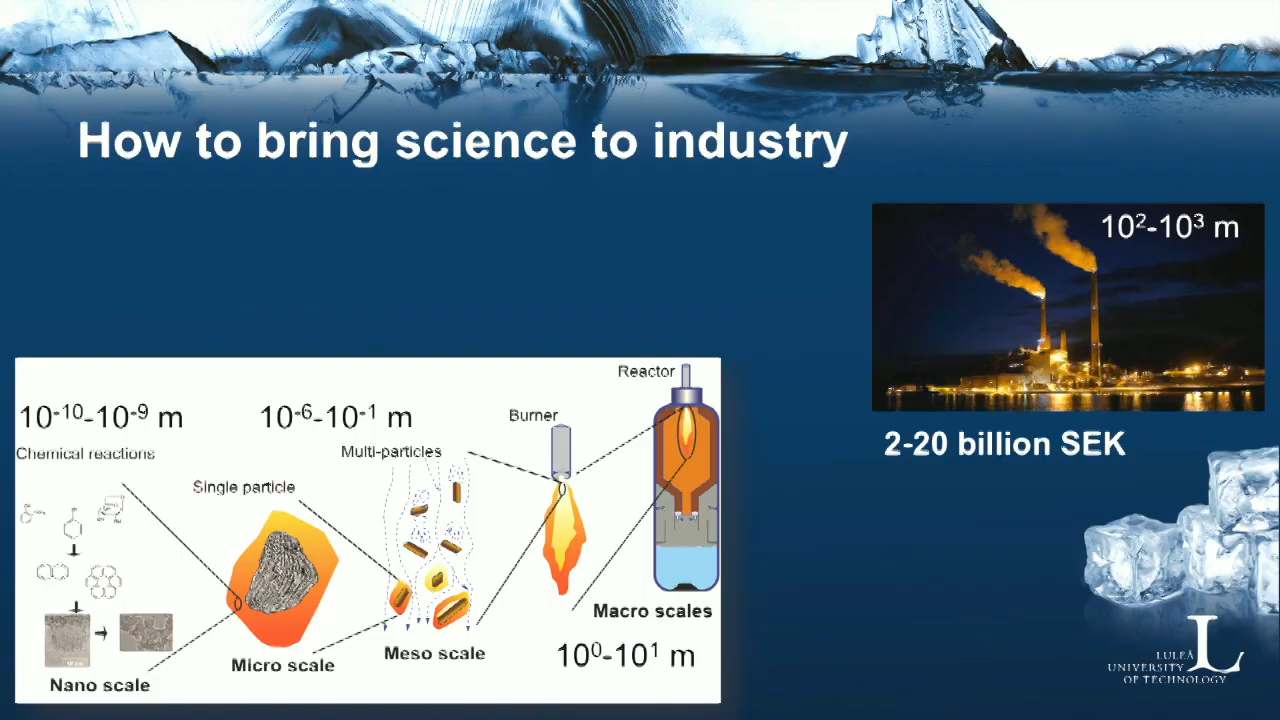 How to bring science to industry
10²-10³ m
2-20 billion SEK
Reactor
10⁻¹⁰-10⁻⁹ m
10⁻⁶-10⁻¹ m
Burner
Chemical reactions
Multi-particles
Single particle
Macro scales
Meso scale
Micro scale
Nano scale
10⁰-10¹ m
LULEÅ
UNIVERSITY
OF TECHNOLOGY